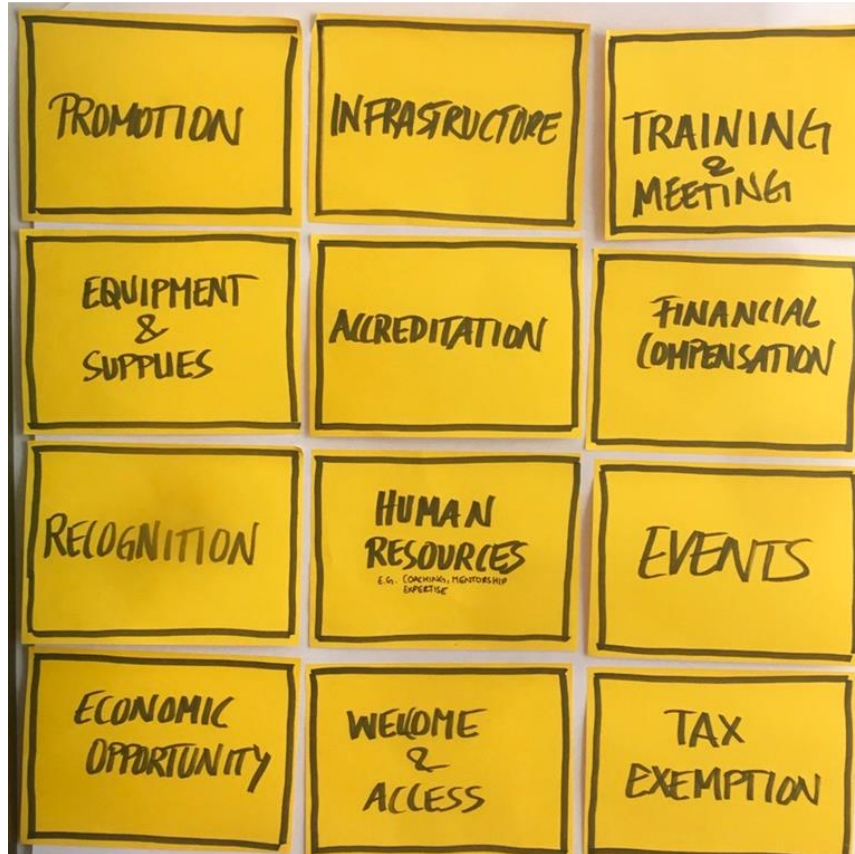 PROMOTION
INFRASTRUCTURE
TRAINING
&
MEETING
EQUIPMENT
&
SUPPLIES
ACCREDITATION
FINANCIAL
COMPENSATION
RECOGNITION
HUMAN
RESOURCES
E.G. COACHING, MENTORSHIP
EXPERTISE
EVENTS
ECONOMIC
OPPORTUNITY
WELCOME
&
ACCESS
TAX
EXEMPTION